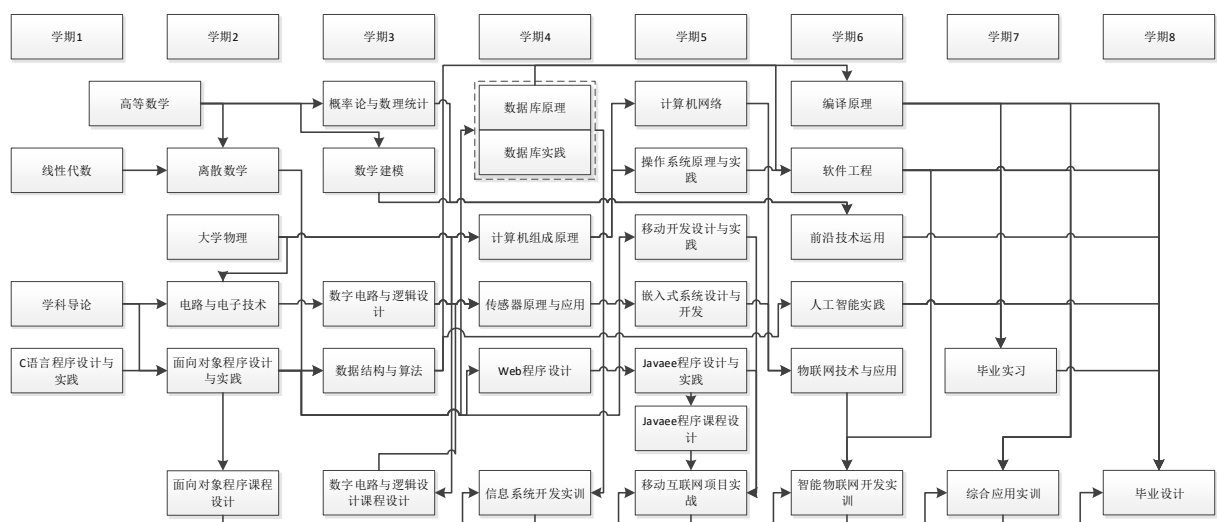 学期1
学期2
学期3
学期4
学期5
学期6
学期7
学期8
高等数学
概率论与数理统计
数据库原理
计算机网络
编译原理
线性代数
离散数学
数学建模
数据库实践
操作系统原理与实
践
软件工程
大学物理
计算机组成原理
移动开发设计与实
践
前沿技术运用
学科导论
电路与电子技术
数字电路与逻辑设
计
传感器原理与应用
嵌入式系统设计与
开发
人工智能实践
C语言程序设计与
实践
面向对象程序设计
与实践
数据结构与算法
Web程序设计
Javaee程序设计与
实践
物联网技术与应用
毕业实习
Javaee程序课程设
计
面向对象程序课程
设计
数字电路与逻辑设
计课程设计
信息系统开发实训
移动互联网项目实
战
智能物联网开发实
训
综合应用实训
毕业设计